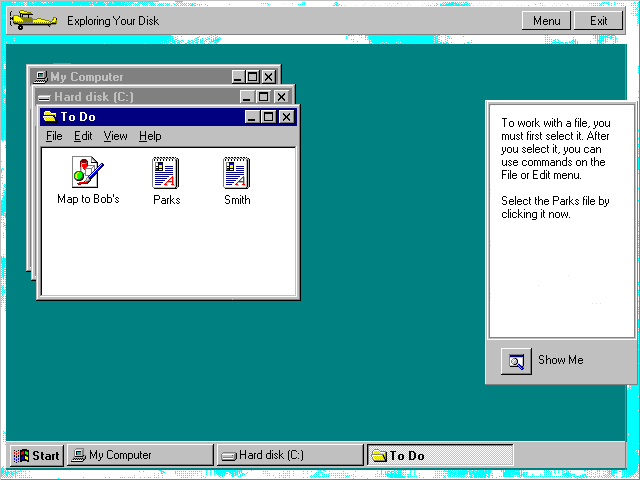 Exploring Your Disk
Menu
Exit
My Computer
Hard disk (C:)
To Do
File Edit View Help
Map to Bob's
Parks
Smith
To work with a file, you
must first select it. After
you select it, you can
use commands on the
File or Edit menu.
Select the Parks file by
clicking it now.
Show Me
Start
My Computer
Hard disk (C:)
To Do